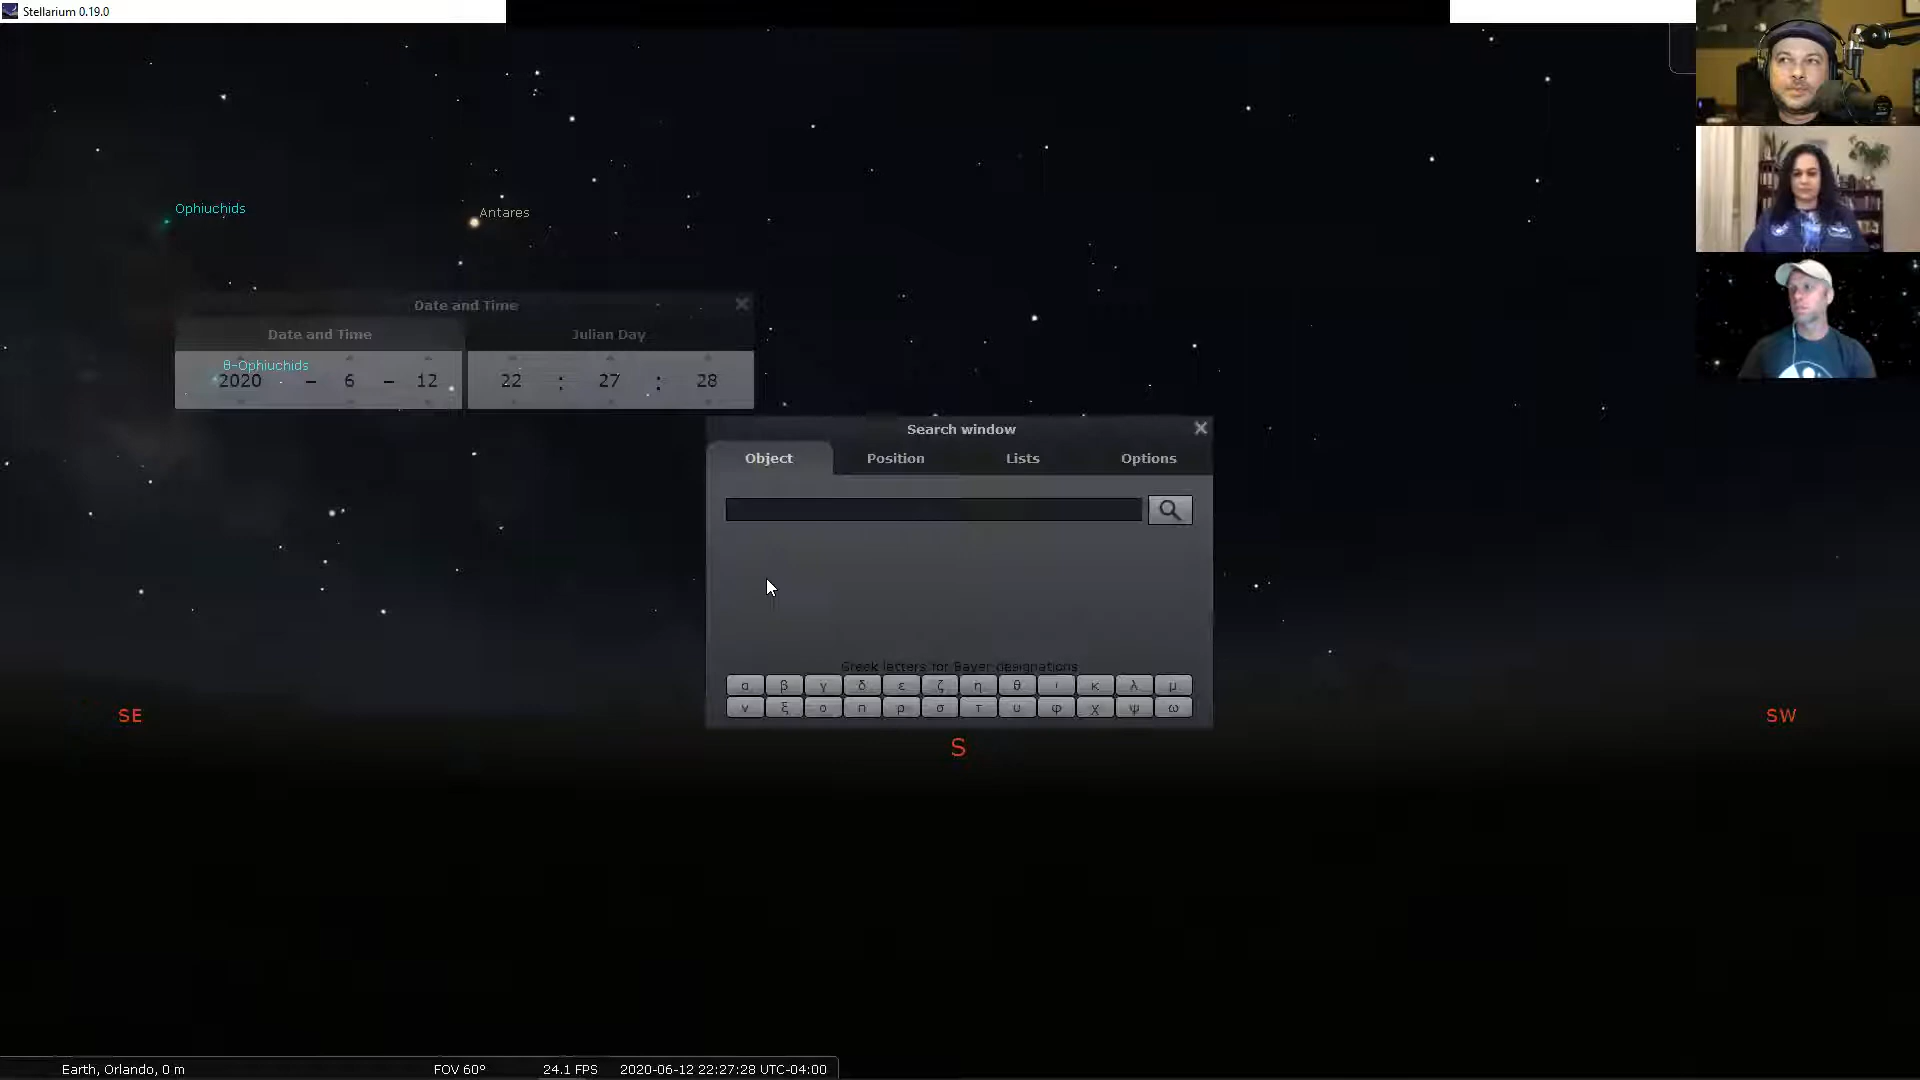 Stellarium 0.19.0
Ophiuchids
Antares
Date and Time
Date and Time
Julian Day
θ-Ophiuchids
2020 – 6 – 12
22 : 27 : 28
Search window
Object
Position
Lists
Options
Greek letters for Bayer designations
α β γ δ ε ζ η θ ι κ λ μ
ν ξ ο π ρ σ τ υ φ χ ψ ω
SE
SW
S
Earth, Orlando, 0 m
FOV 60°
24.1 FPS
2020-06-12 22:27:28 UTC-04:00